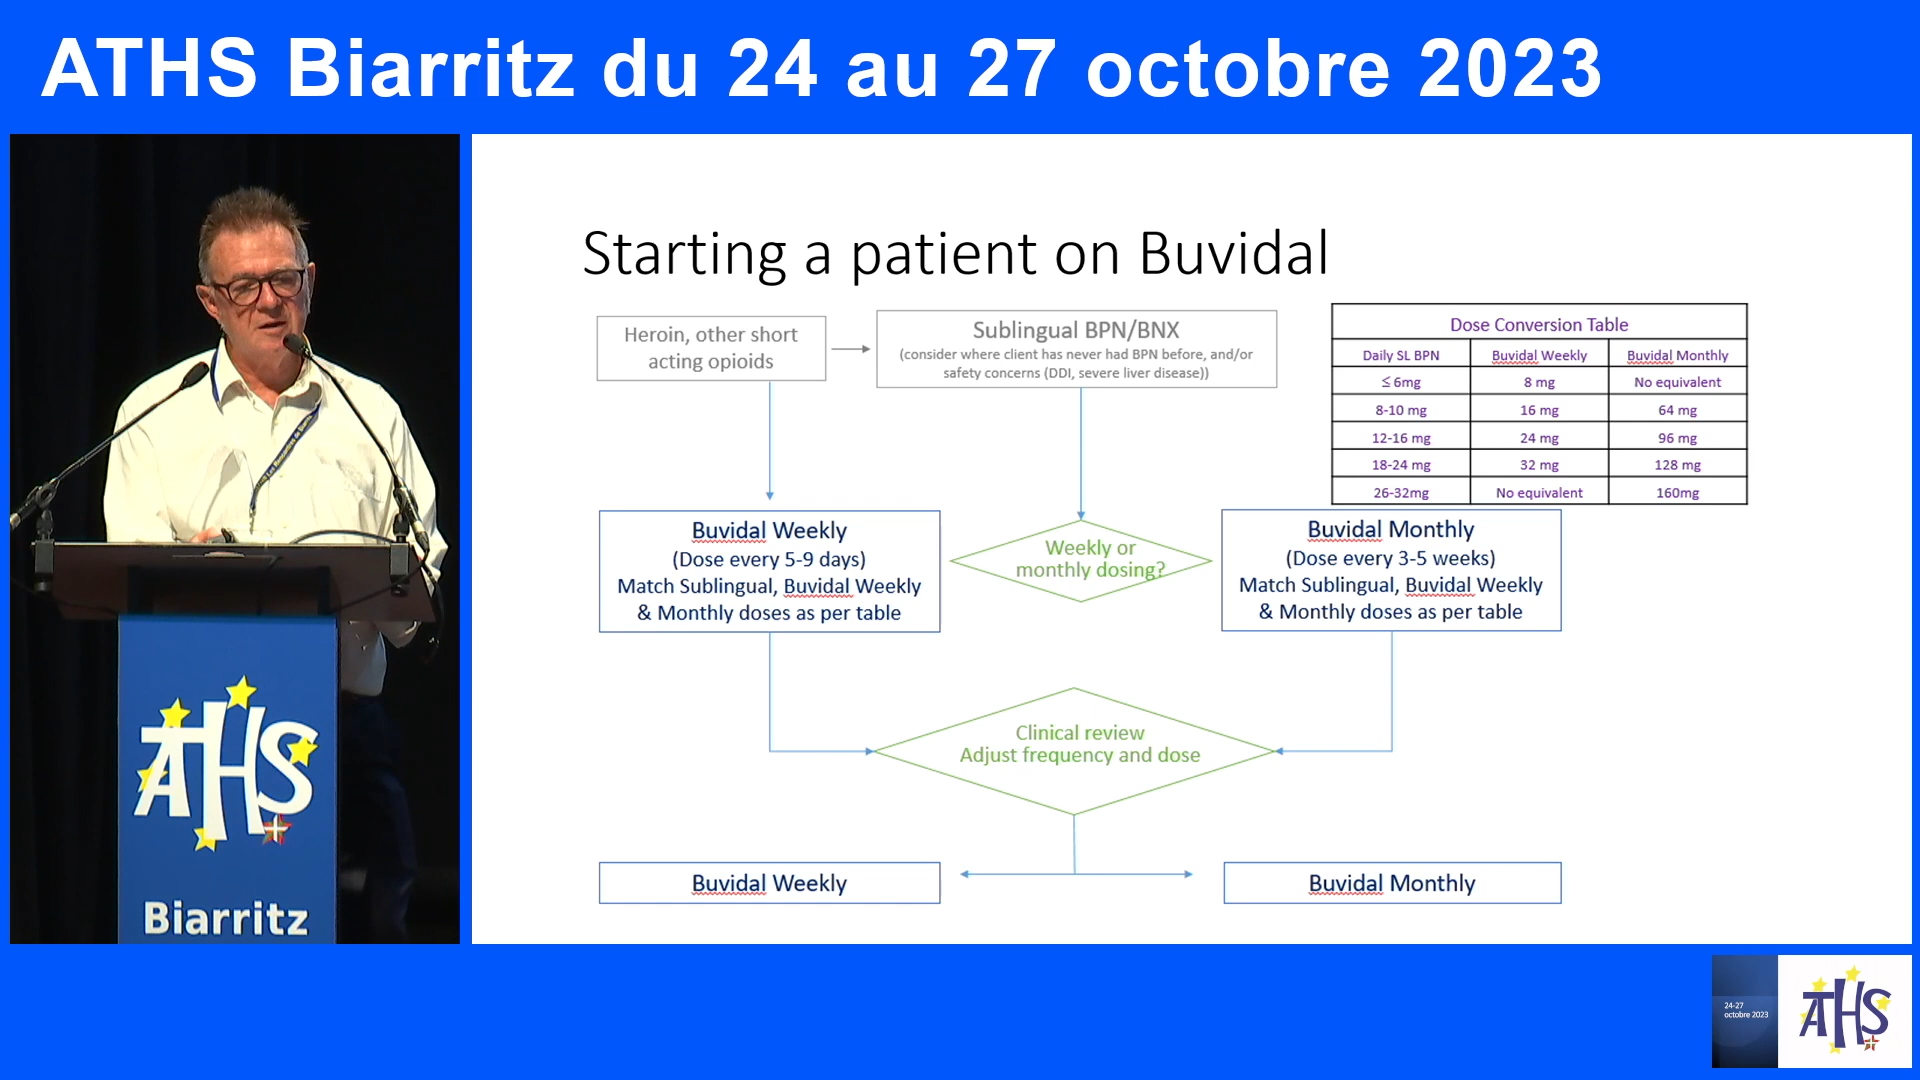 ATHS Biarritz du 24 au 27 octobre 2023
Starting a patient on Buvidal
Heroin, other short
acting opioids
Sublingual BPN/BNX
(consider where client has never had BPN before, and/or
safety concerns (DDI, severe liver disease))
Dose Conversion Table
Daily SL BPN Buvidal Weekly Buvidal Monthly
≤ 6mg 8 mg No equivalent
8-10 mg 16 mg 64 mg
12-16 mg 24 mg 96 mg
18-24 mg 32 mg 128 mg
26-32mg No equivalent 160mg
Buvidal Weekly
(Dose every 5-9 days)
Match Sublingual, Buvidal Weekly
& Monthly doses as per table
Weekly or
monthly dosing?
Buvidal Monthly
(Dose every 3-5 weeks)
Match Sublingual, Buvidal Weekly
& Monthly doses as per table
Clinical review
Adjust frequency and dose
Buvidal Weekly
Buvidal Monthly
ATHS
Biarritz
24-27
octobre 2023
ATHS